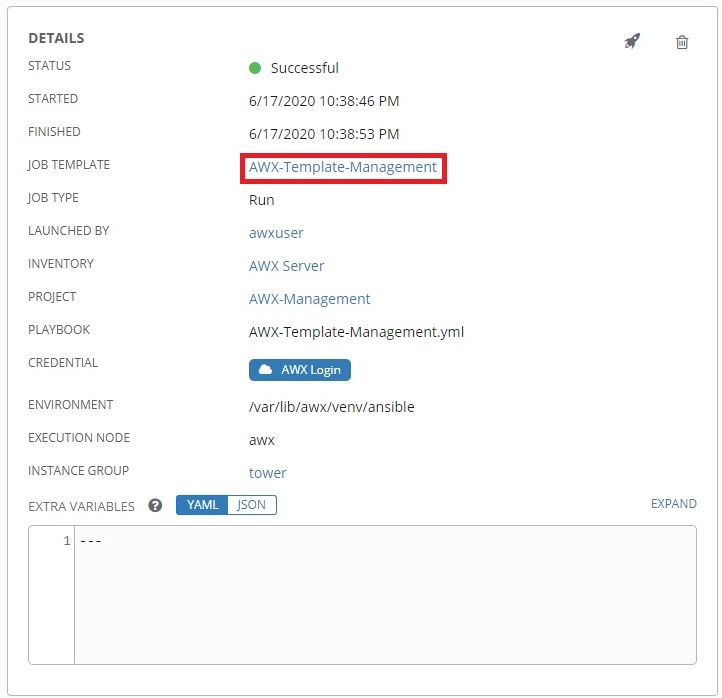 DETAILS
STATUS Successful
STARTED 6/17/2020 10:38:46 PM
FINISHED 6/17/2020 10:38:53 PM
JOB TEMPLATE AWX-Template-Management
JOB TYPE Run
LAUNCHED BY awxuser
INVENTORY AWX Server
PROJECT AWX-Management
PLAYBOOK AWX-Template-Management.yml
CREDENTIAL AWX Login
ENVIRONMENT /var/lib/awx/venv/ansible
EXECUTION NODE awx
INSTANCE GROUP tower
EXTRA VARIABLES ? YAML JSON EXPAND
1 ---